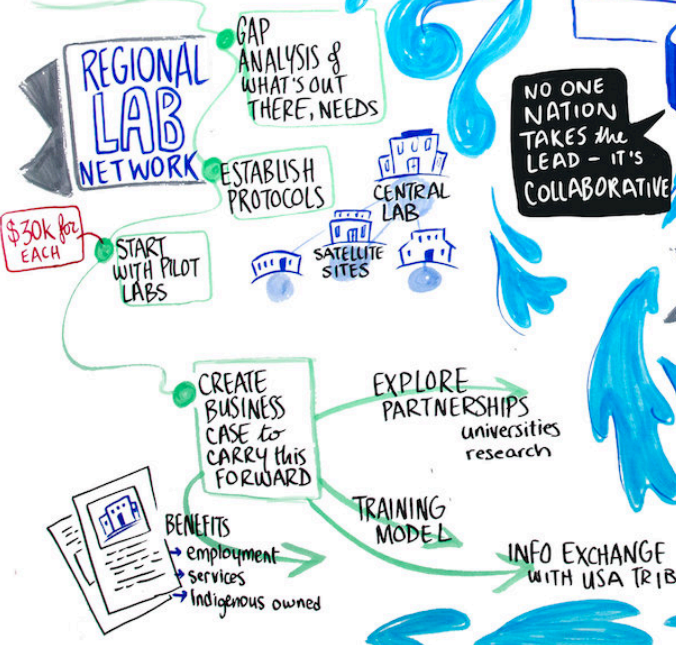 GAP
ANALYSIS &
WHAT'S OUT
THERE, NEEDS
REGIONAL
LAB
NETWORK
NO ONE
NATION
TAKES the
LEAD – IT'S
COLLABORATIVE
ESTABLISH
PROTOCOLS
CENTRAL
LAB
SATELLITE
SITES
$30k for
EACH
START
WITH PILOT
LABS
CREATE
BUSINESS
CASE to
CARRY this
FORWARD
EXPLORE
PARTNERSHIPS
universities
research
TRAINING
MODEL
INFO EXCHANGE
WITH USA TRIB
BENEFITS
→ employment
→ services
→ Indigenous owned